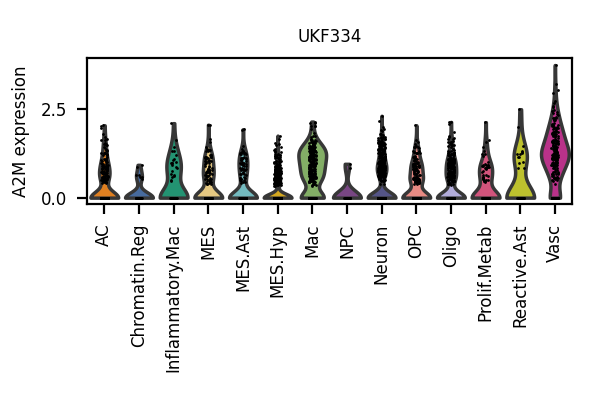 UKF334
A2M expression
2.5
0.0
AC
Chromatin.Reg
Inflammatory.Mac
MES
MES.Ast
MES.Hyp
Mac
NPC
Neuron
OPC
Oligo
Prolif.Metab
Reactive.Ast
Vasc